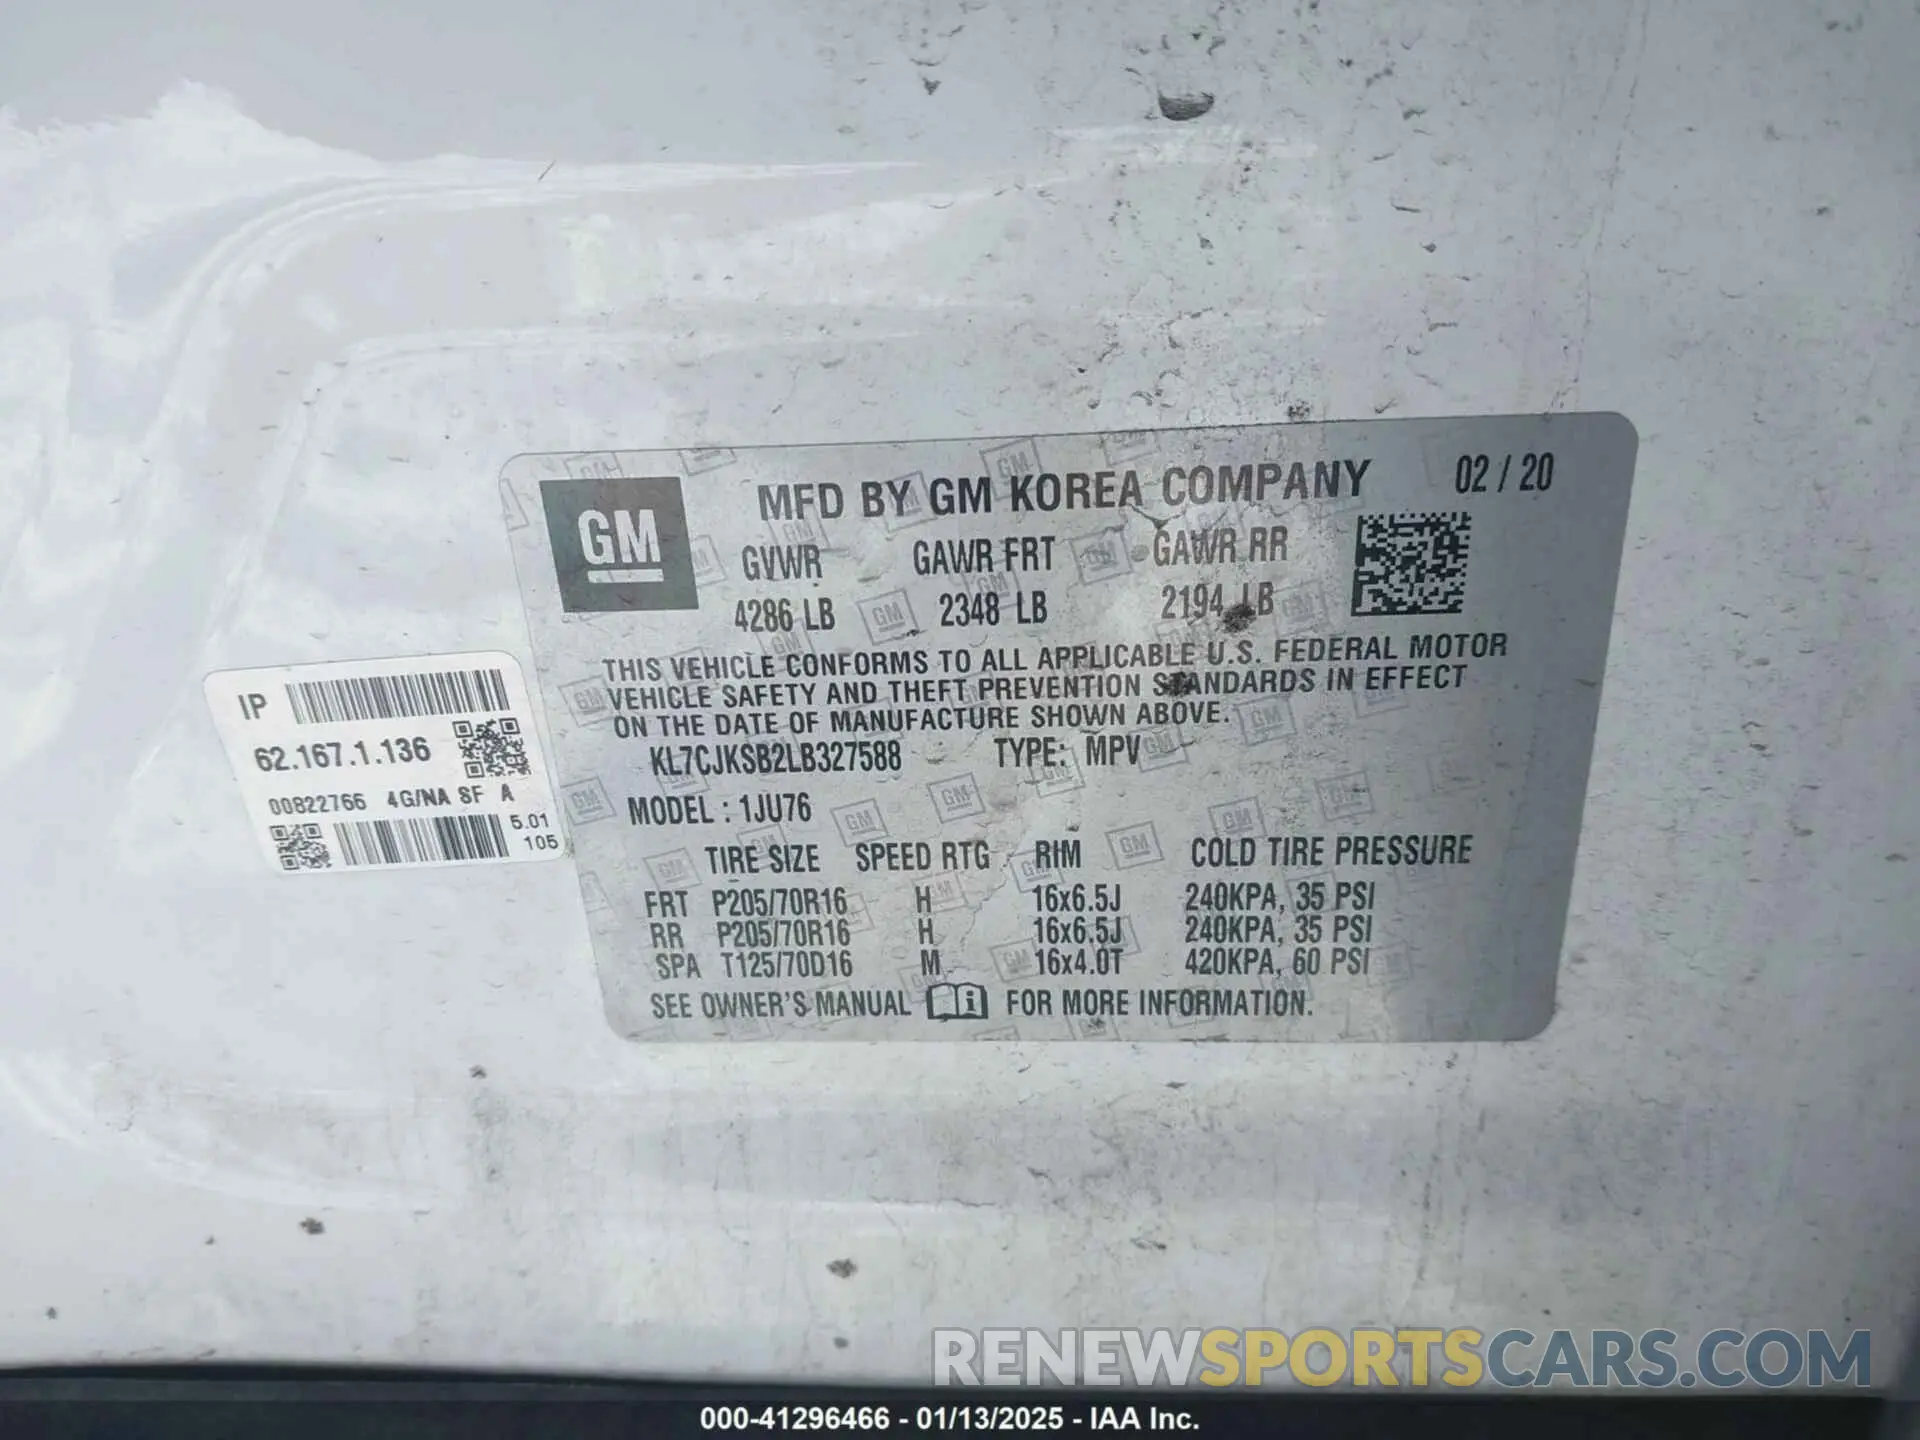 GM
MFD BY GM KOREA COMPANY 02 / 20
GVWR GAWR FRT GAWR RR
4286 LB 2348 LB 2194 LB
THIS VEHICLE CONFORMS TO ALL APPLICABLE U.S. FEDERAL MOTOR
VEHICLE SAFETY AND THEFT PREVENTION STANDARDS IN EFFECT
ON THE DATE OF MANUFACTURE SHOWN ABOVE.
KL7CJKSB2LB327588 TYPE: MPV
MODEL : 1JU76
TIRE SIZE SPEED RTG RIM COLD TIRE PRESSURE
FRT P205/70R16 H 16x6.5J 240KPA, 35 PSI
RR P205/70R16 H 16x6.5J 240KPA, 35 PSI
SPA T125/70D16 M 16x4.0T 420KPA, 60 PSI
SEE OWNER'S MANUAL FOR MORE INFORMATION.
IP
62.167.1.136
00822766 4G/NA SF A
5.01
105
RENEWSPORTSCARS.COM
000-41296466 - 01/13/2025 - IAA Inc.